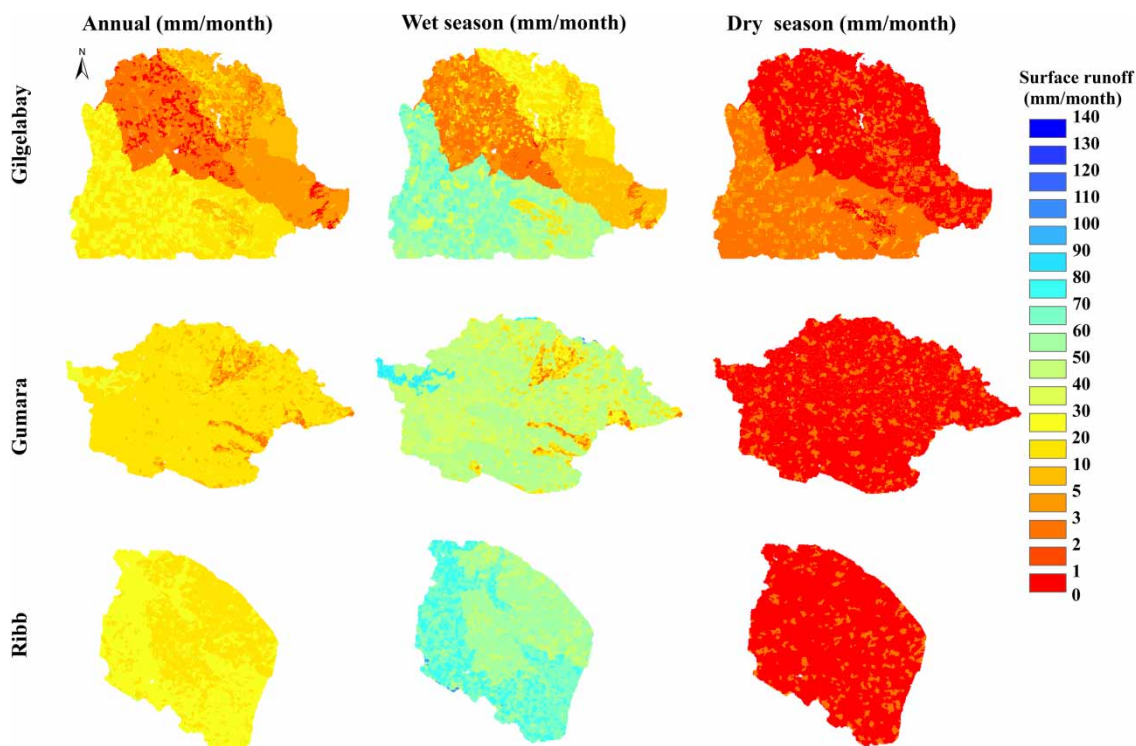 Annual (mm/month) Wet season (mm/month) Dry season (mm/month)
N
Surface runoff
(mm/month)
140
130
120
110
100
90
80
70
60
50
40
30
20
10
5
3
2
1
0
Gilgelabay
Gumara
Ribb